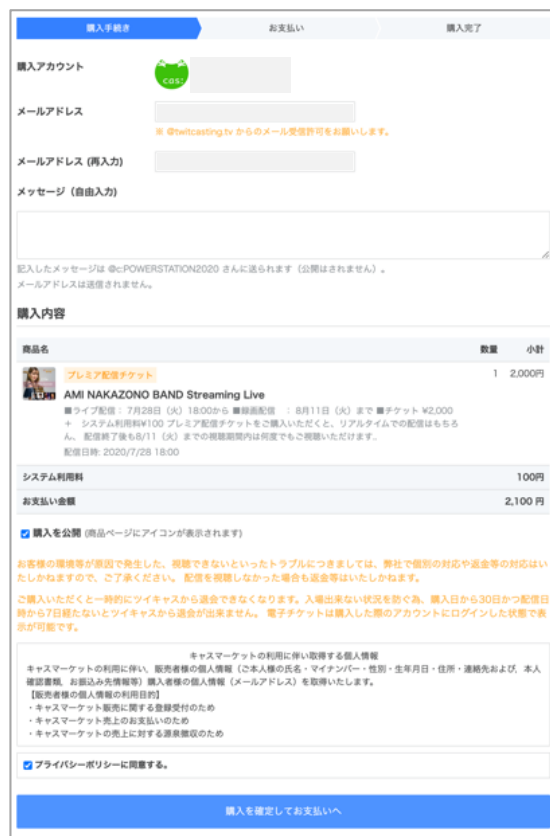 購入手続き
お支払い
購入完了
購入アカウント
cas:
メールアドレス
※ @twitcasting.tv からのメール受信許可をお願いします。
メールアドレス (再入力)
メッセージ（自由入力)
記入したメッセージは @c:POWERSTATION2020 さんに送られます（公開はされません）。
メールアドレスは送信されません。
購入内容
商品名 数量 小計
プレミア配信チケット 1 2,000円
AMI NAKAZONO BAND Streaming Live
■ライブ配信： 7月28日（火）18:00から ■録画配信 ： 8月11日（火）まで ■チケット ¥2,000
＋ システム利用料¥100 プレミア配信チケットをご購入いただくと、リアルタイムでの配信はもちろ
ん、 配信終了後も8/11（火）までの視聴期間内は何度でもご視聴いただけます..
配信日時: 2020/7/28 18:00
システム利用料 100円
お支払い金額 2,100 円
購入を公開 (商品ページにアイコンが表示されます)
お客様の環境等が原因で発生した、視聴できないといったトラブルにつきましては、弊社で個別の対応や返金等の対応はい
たしかねますので、ご了承ください。 配信を視聴しなかった場合も返金等はいたしかねます。
ご購入いただくと一時的にツイキャスから退会できなくなります。入場出来ない状況を防ぐ為、購入日から30日かつ配信日
時から7日経たないとツイキャスから退会が出来ません。 電子チケットは購入した際のアカウントにログインした状態で表
示が可能です。
キャスマーケットの利用に伴い取得する個人情報
キャスマーケットの利用に伴い、販売者様の個人情報（ご本人様の氏名・マイナンバー・性別・生年月日・住所・連絡先および、本人
確認書類、お振込み先情報等）購入者様の個人情報（メールアドレス）を取得いたします。
【販売者様の個人情報の利用目的】
・キャスマーケット販売に関する登録受付のため
・キャスマーケット売上のお支払いのため
・キャスマーケットの売上に対する源泉徴収のため
プライバシーポリシーに同意する。
購入を確定してお支払いへ